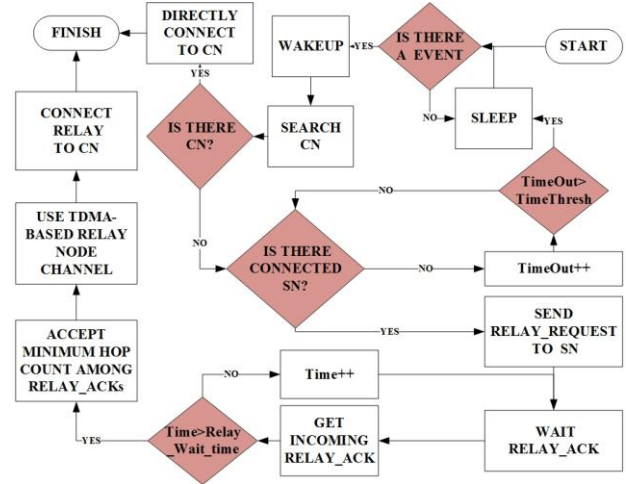 FINISH
DIRECTLY
CONNECT
TO CN
WAKEUP
YES
IS THERE
A EVENT
START
YES
NO
SLEEP
YES
CONNECT
RELAY
TO CN
IS THERE
CN?
SEARCH
CN
NO
TimeOut>
TimeThresh
USE TDMA-
BASED RELAY
NODE
CHANNEL
NO
IS THERE
CONNECTED
SN?
NO
TimeOut++
YES
SEND
RELAY_REQUEST
TO SN
ACCEPT
MINIMUM HOP
COUNT AMONG
RELAY_ACKs
NO
Time++
YES
Time>Relay
_Wait_time
GET
INCOMING
RELAY_ACK
WAIT
RELAY_ACK